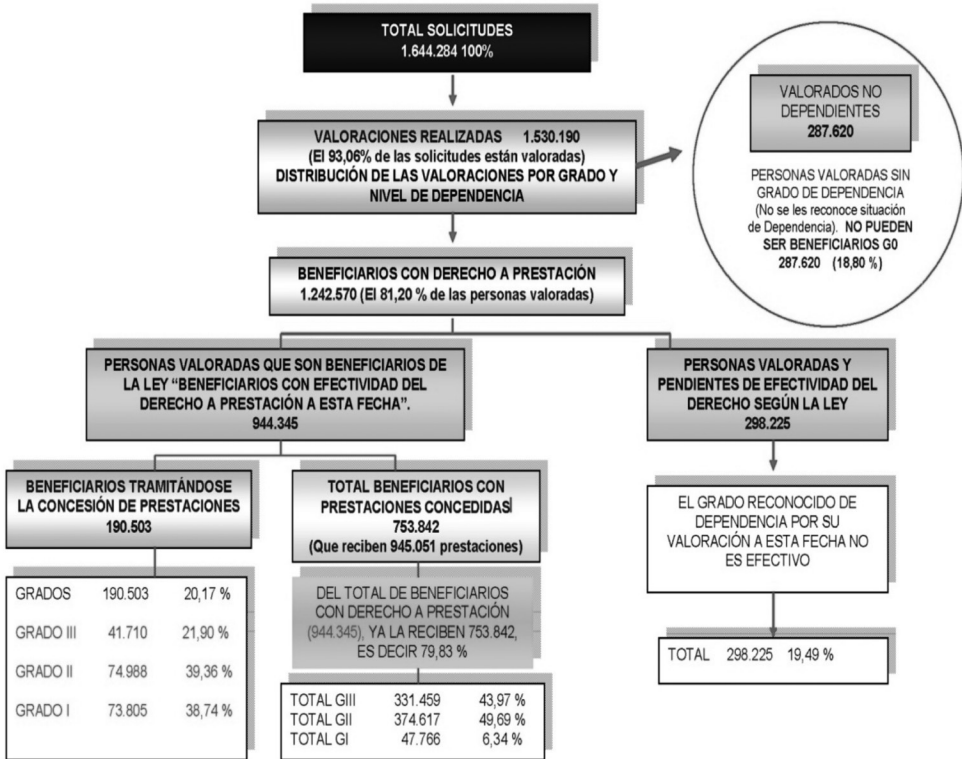 TOTAL SOLICITUDES
1.644.284 100%
VALORACIONES REALIZADAS 1.530.190
(El 93,06% de las solicitudes están valoradas)
DISTRIBUCIÓN DE LAS VALORACIONES POR GRADO Y
NIVEL DE DEPENDENCIA
VALORADOS NO
DEPENDIENTES
287.620
PERSONAS VALORADAS SIN
GRADO DE DEPENDENCIA
(No se les reconoce situación
de Dependencia). NO PUEDEN
SER BENEFICIARIOS G0
287.620 (18,80 %)
BENEFICIARIOS CON DERECHO A PRESTACIÓN
1.242.570 (El 81,20 % de las personas valoradas)
PERSONAS VALORADAS QUE SON BENEFICIARIOS DE
LA LEY “BENEFICIARIOS CON EFECTIVIDAD DEL
DERECHO A PRESTACIÓN A ESTA FECHA”.
944.345
PERSONAS VALORADAS Y
PENDIENTES DE EFECTIVIDAD DEL
DERECHO SEGÚN LA LEY
298.225
BENEFICIARIOS TRAMITÁNDOSE
LA CONCESIÓN DE PRESTACIONES
190.503
TOTAL BENEFICIARIOS CON
PRESTACIONES CONCEDIDAS
753.842
(Que reciben 945.051 prestaciones)
EL GRADO RECONOCIDO DE
DEPENDENCIA POR SU
VALORACIÓN A ESTA FECHA NO
ES EFECTIVO
GRADOS 190.503 20,17 %
GRADO III 41.710 21,90 %
GRADO II 74.988 39,36 %
GRADO I 73.805 38,74 %
DEL TOTAL DE BENEFICIARIOS
CON DERECHO A PRESTACIÓN
(944.345), YA LA RECIBEN 753.842,
ES DECIR 79,83 %
TOTAL GIII 331.459 43,97 %
TOTAL GII 374.617 49,69 %
TOTAL GI 47.766 6,34 %
TOTAL 298.225 19,49 %